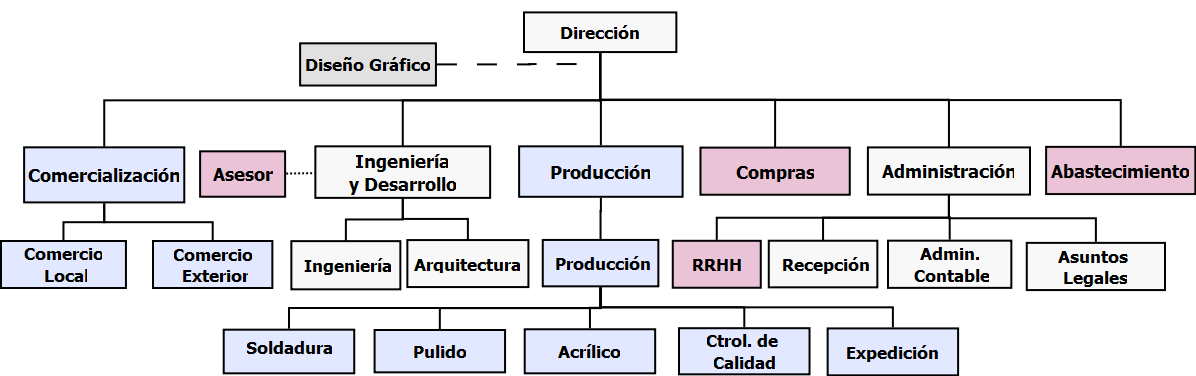 Dirección
Diseño Gráfico
Comercialización
Asesor
Ingeniería
y Desarrollo
Producción
Compras
Administración
Abastecimiento
Comercio
Local
Comercio
Exterior
Ingeniería
Arquitectura
Producción
RRHH
Recepción
Admin.
Contable
Asuntos
Legales
Soldadura
Pulido
Acrílico
Ctrol. de
Calidad
Expedición